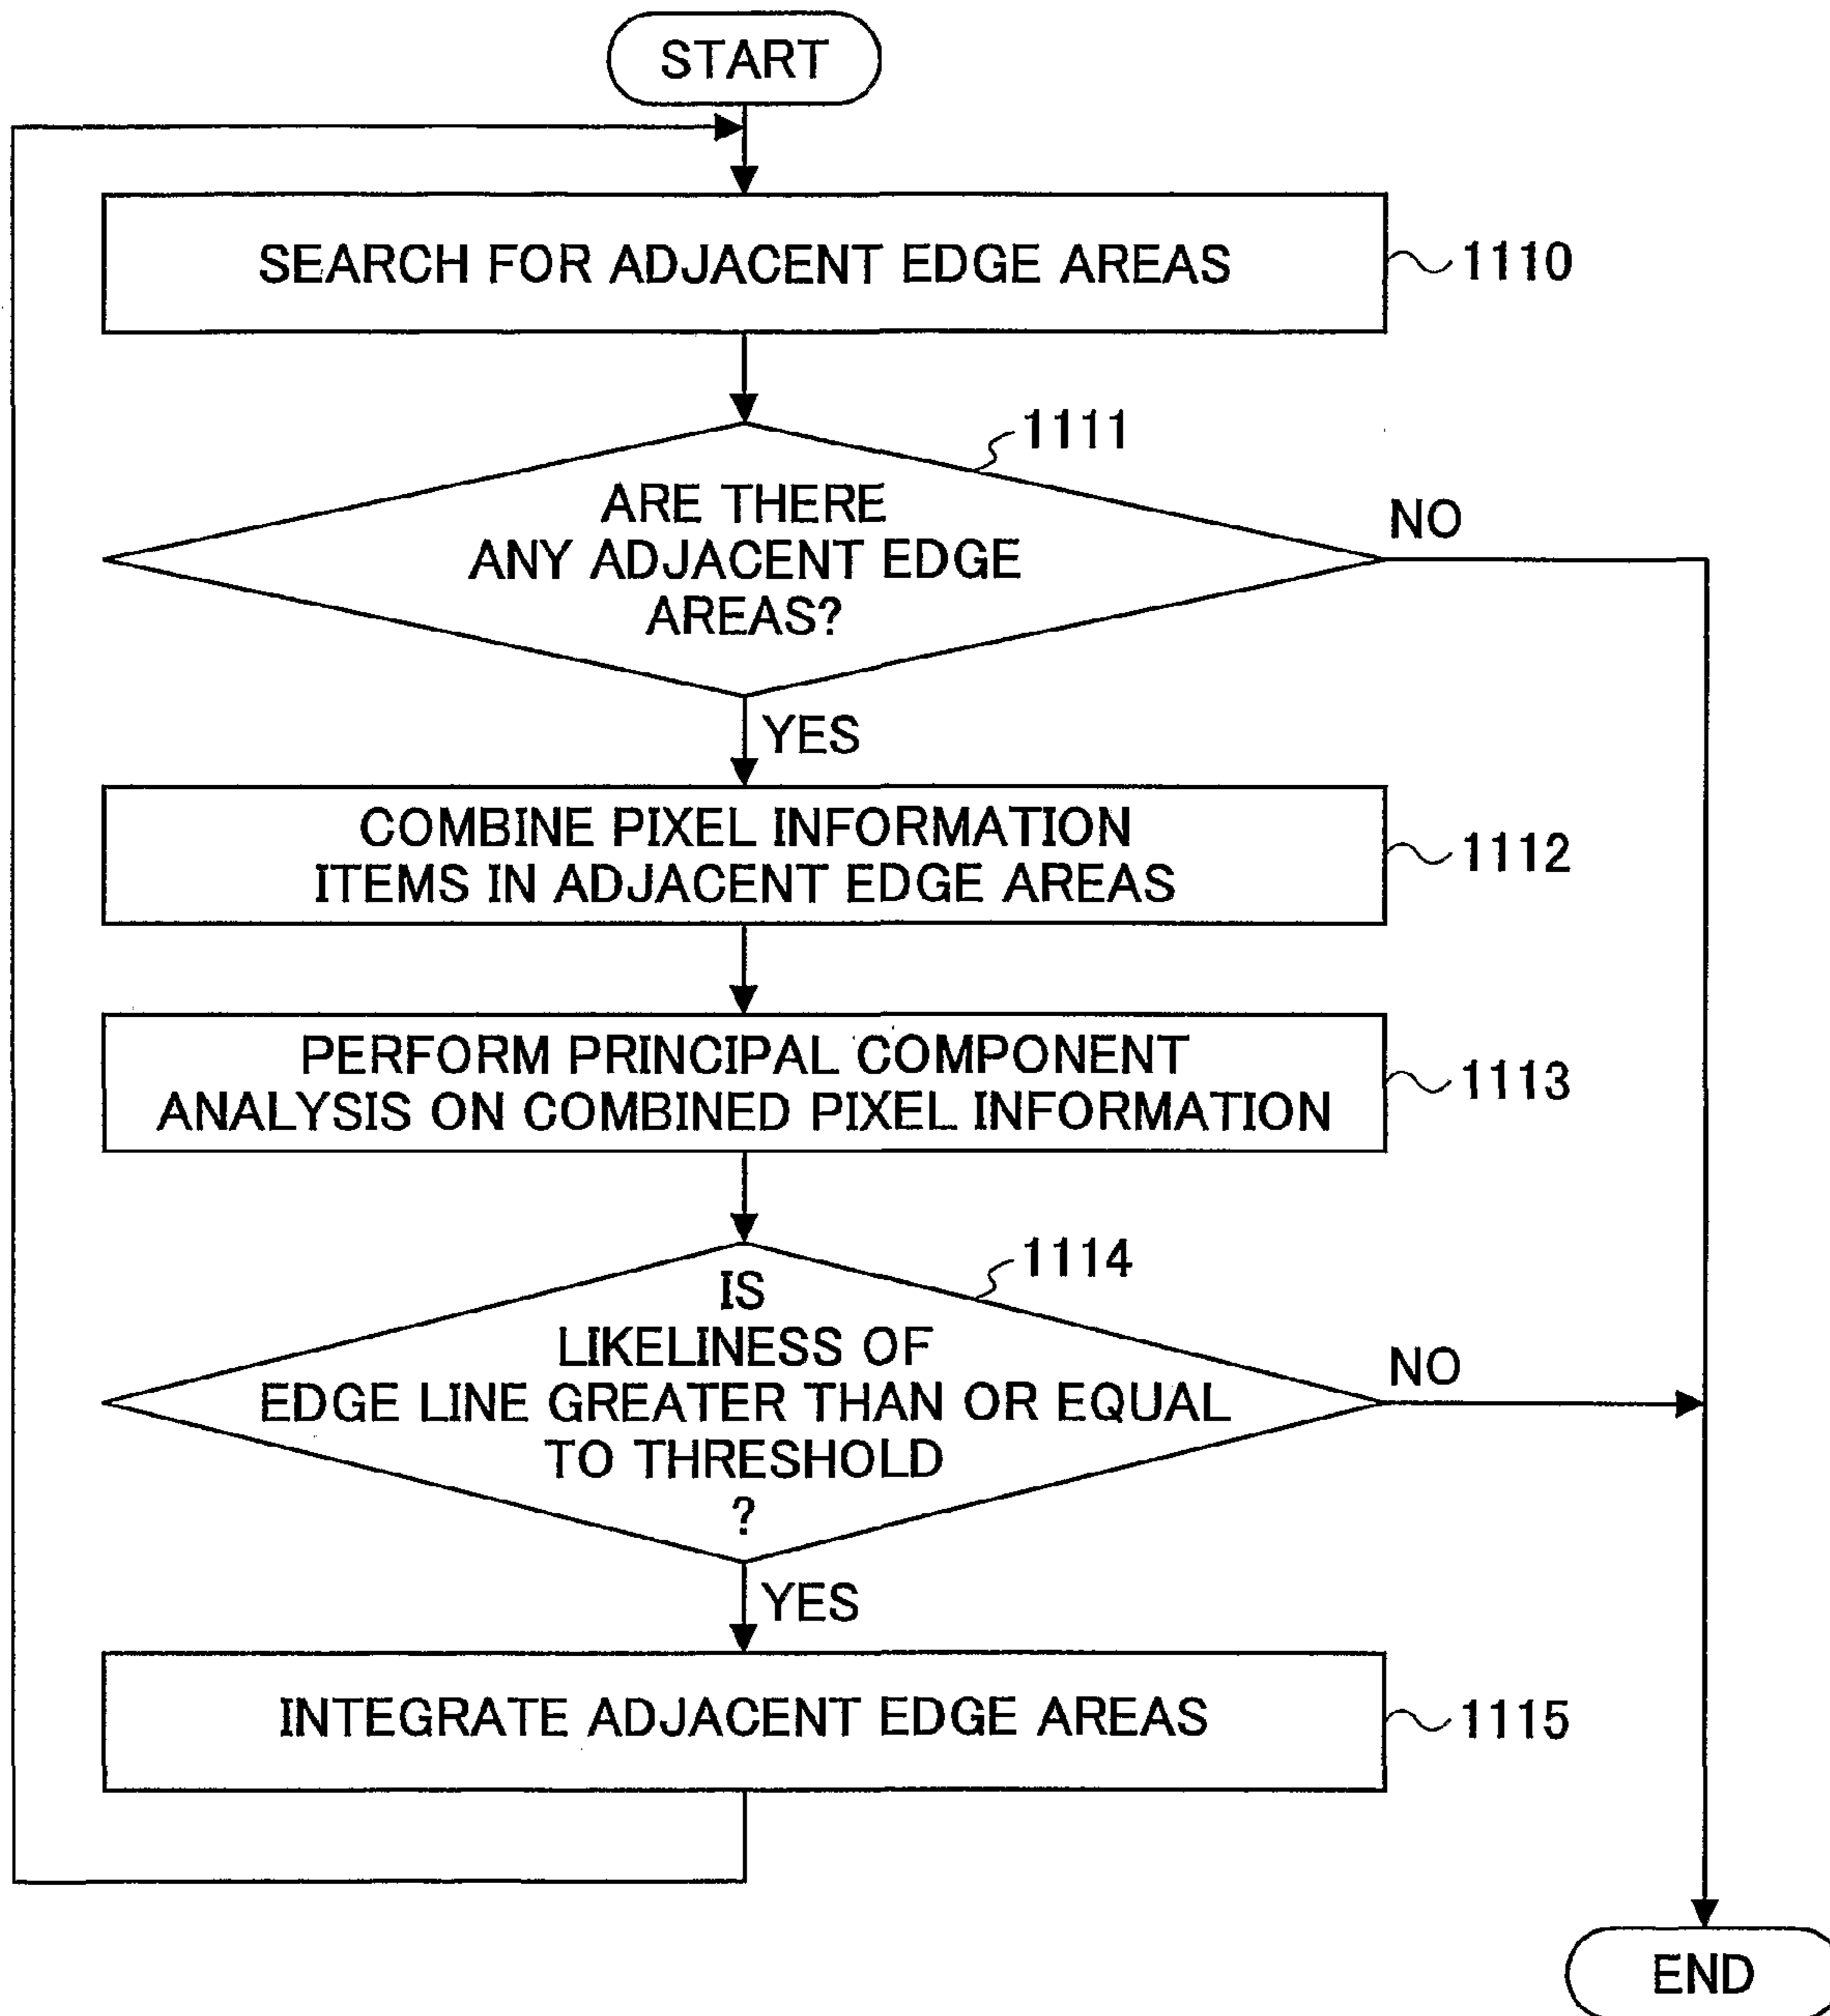 START
SEARCH FOR ADJACENT EDGE AREAS
1110
1111
ARE THERE
ANY ADJACENT EDGE
AREAS?
NO
YES
COMBINE PIXEL INFORMATION
ITEMS IN ADJACENT EDGE AREAS
1112
PERFORM PRINCIPAL COMPONENT
ANALYSIS ON COMBINED PIXEL INFORMATION
1113
1114
IS
LIKELINESS OF
EDGE LINE GREATER THAN OR EQUAL
TO THRESHOLD
?
NO
YES
INTEGRATE ADJACENT EDGE AREAS
1115
END